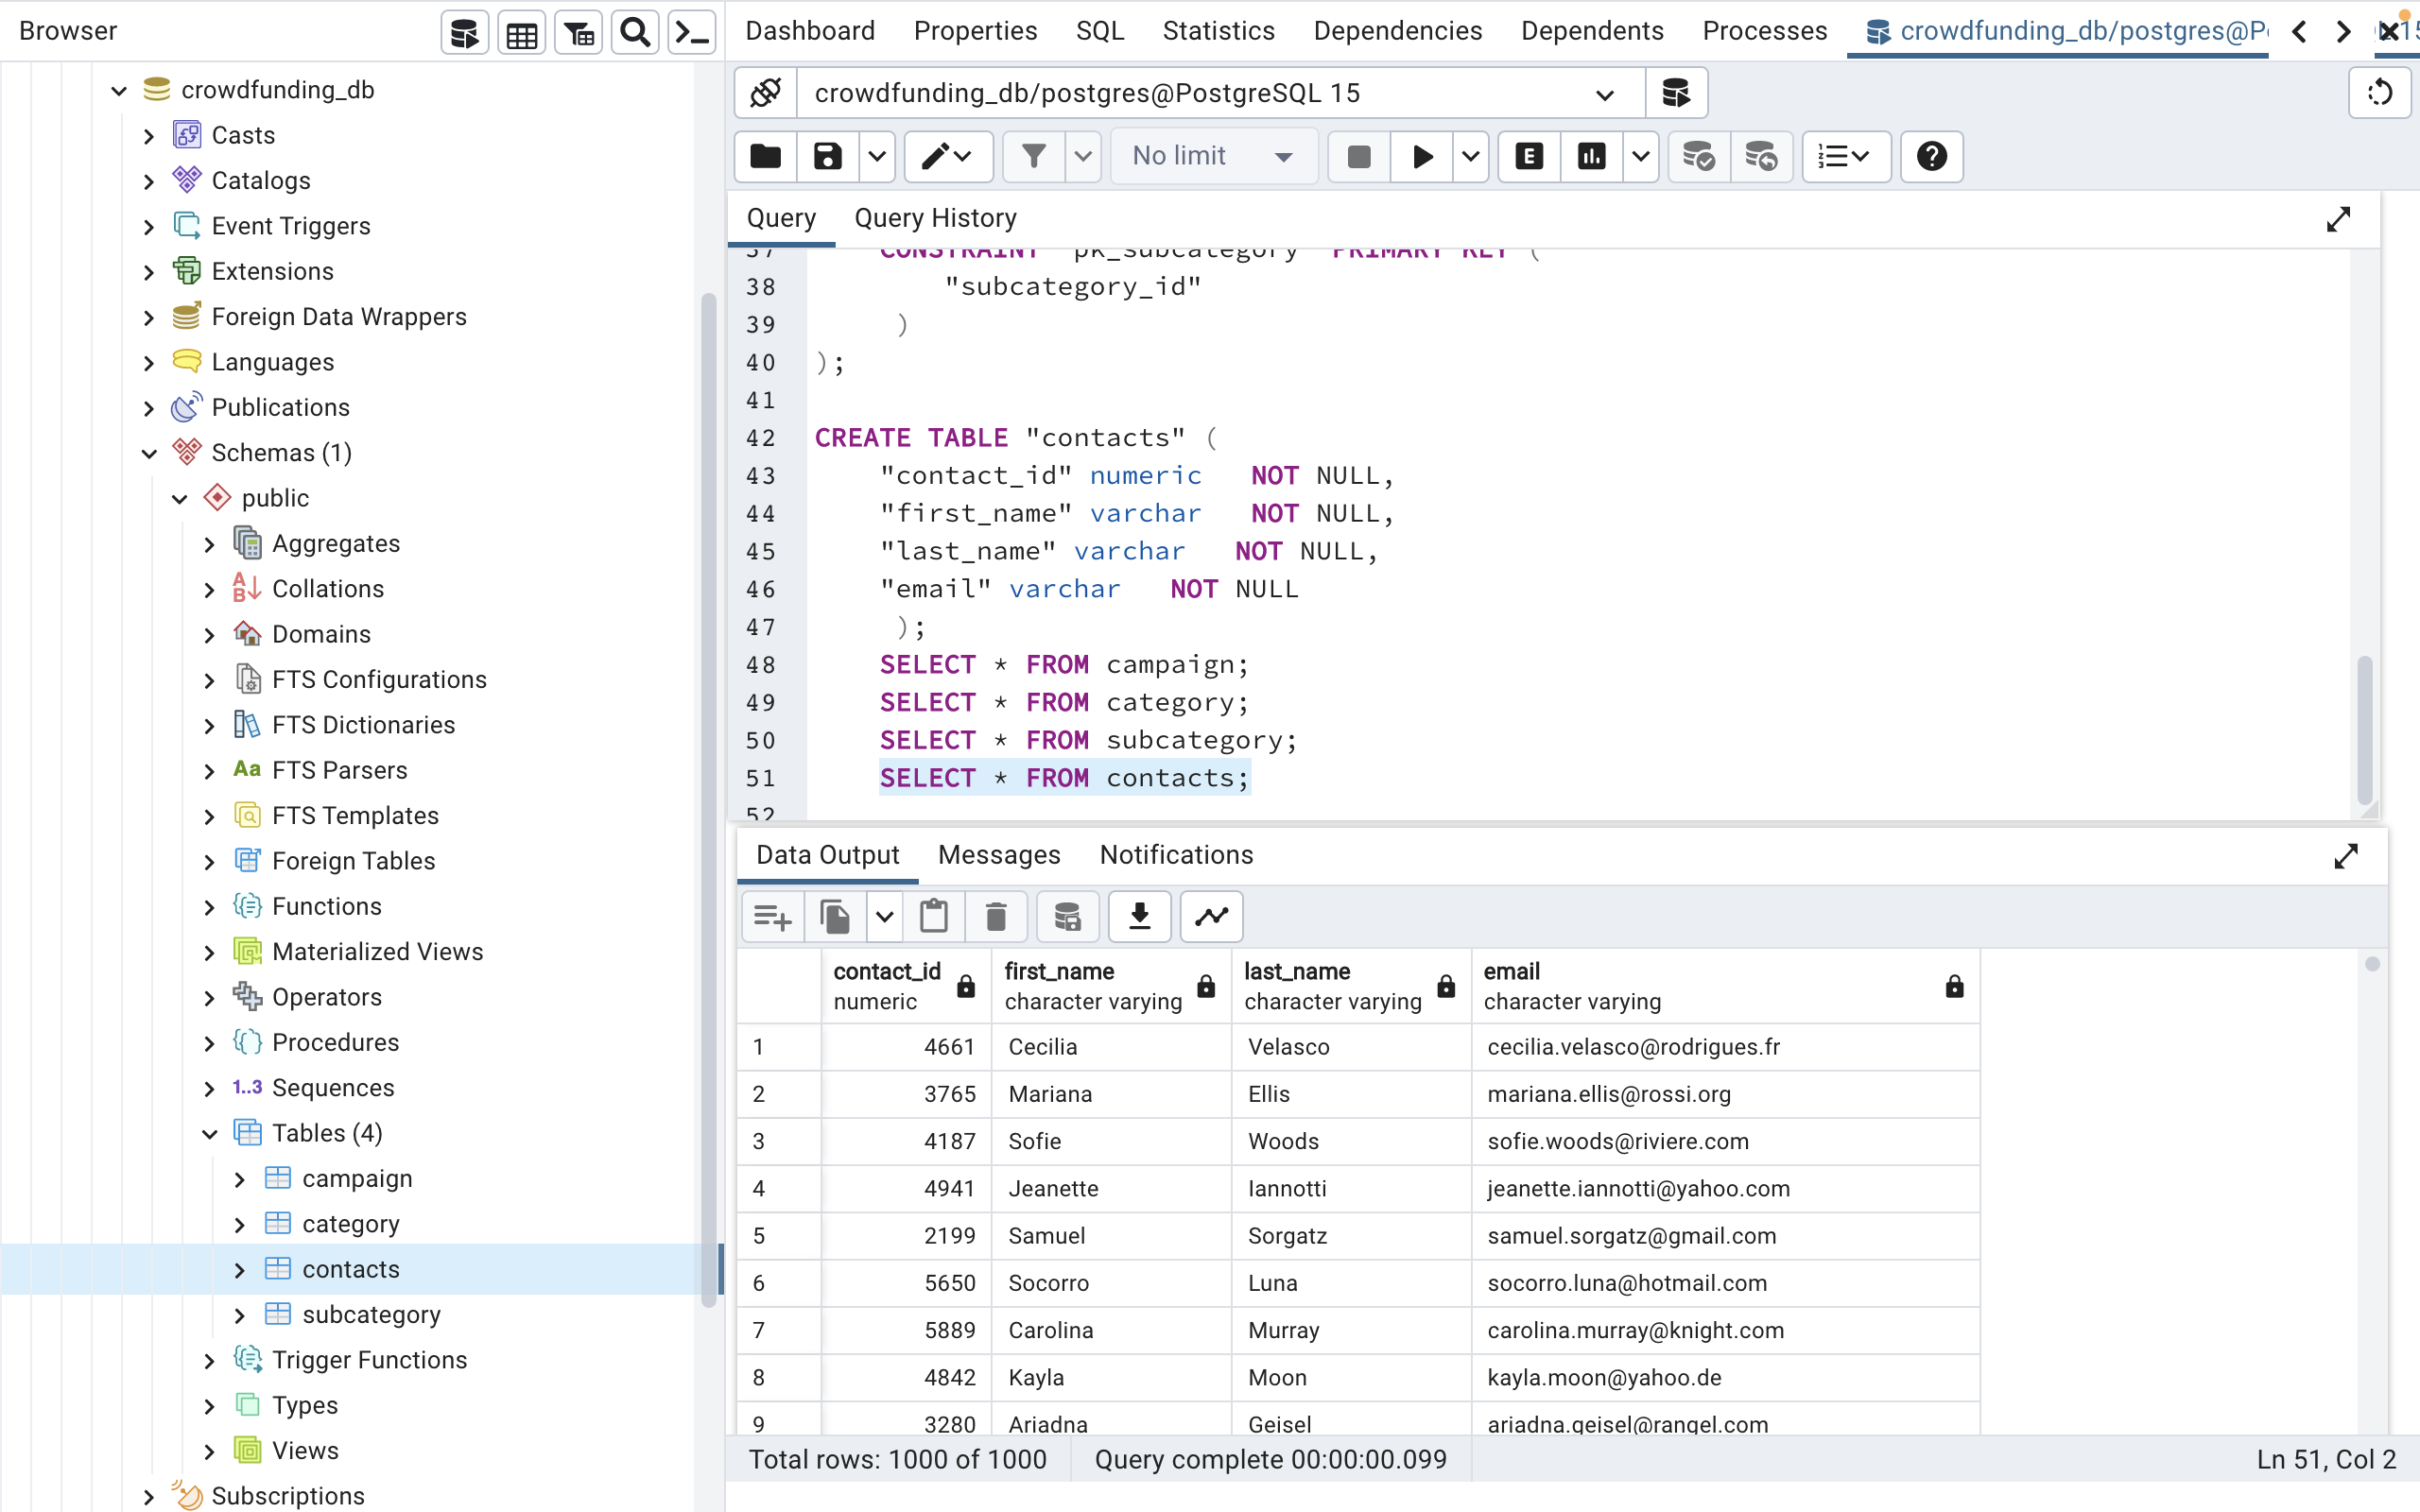 Browser
Dashboard Properties SQL Statistics Dependencies Dependents Processes crowdfunding_db/postgres@P
crowdfunding_db
Casts
Catalogs
Event Triggers
Extensions
Foreign Data Wrappers
Languages
Publications
Schemas (1)
public
Aggregates
Collations
Domains
FTS Configurations
FTS Dictionaries
Aa FTS Parsers
FTS Templates
Foreign Tables
Functions
Materialized Views
Operators
Procedures
1..3 Sequences
Tables (4)
campaign
category
contacts
subcategory
Trigger Functions
Types
Views
Subscriptions
crowdfunding_db/postgres@PostgreSQL 15
No limit
Query Query History
37 CONSTRAINT "pk_subcategory" PRIMARY KEY (
38 "subcategory_id"
39 )
40 );
41
42 CREATE TABLE "contacts" (
43 "contact_id" numeric NOT NULL,
44 "first_name" varchar NOT NULL,
45 "last_name" varchar NOT NULL,
46 "email" varchar NOT NULL
47 );
48 SELECT * FROM campaign;
49 SELECT * FROM category;
50 SELECT * FROM subcategory;
51 SELECT * FROM contacts;
52
Data Output Messages Notifications
contact_id first_name last_name email
numeric character varying character varying character varying
1 4661 Cecilia Velasco cecilia.velasco@rodrigues.fr
2 3765 Mariana Ellis mariana.ellis@rossi.org
3 4187 Sofie Woods sofie.woods@riviere.com
4 4941 Jeanette Iannotti jeanette.iannotti@yahoo.com
5 2199 Samuel Sorgatz samuel.sorgatz@gmail.com
6 5650 Socorro Luna socorro.luna@hotmail.com
7 5889 Carolina Murray carolina.murray@knight.com
8 4842 Kayla Moon kayla.moon@yahoo.de
9 3280 Ariadna Geisel ariadna.geisel@rangel.com
Total rows: 1000 of 1000 Query complete 00:00:00.099 Ln 51, Col 2